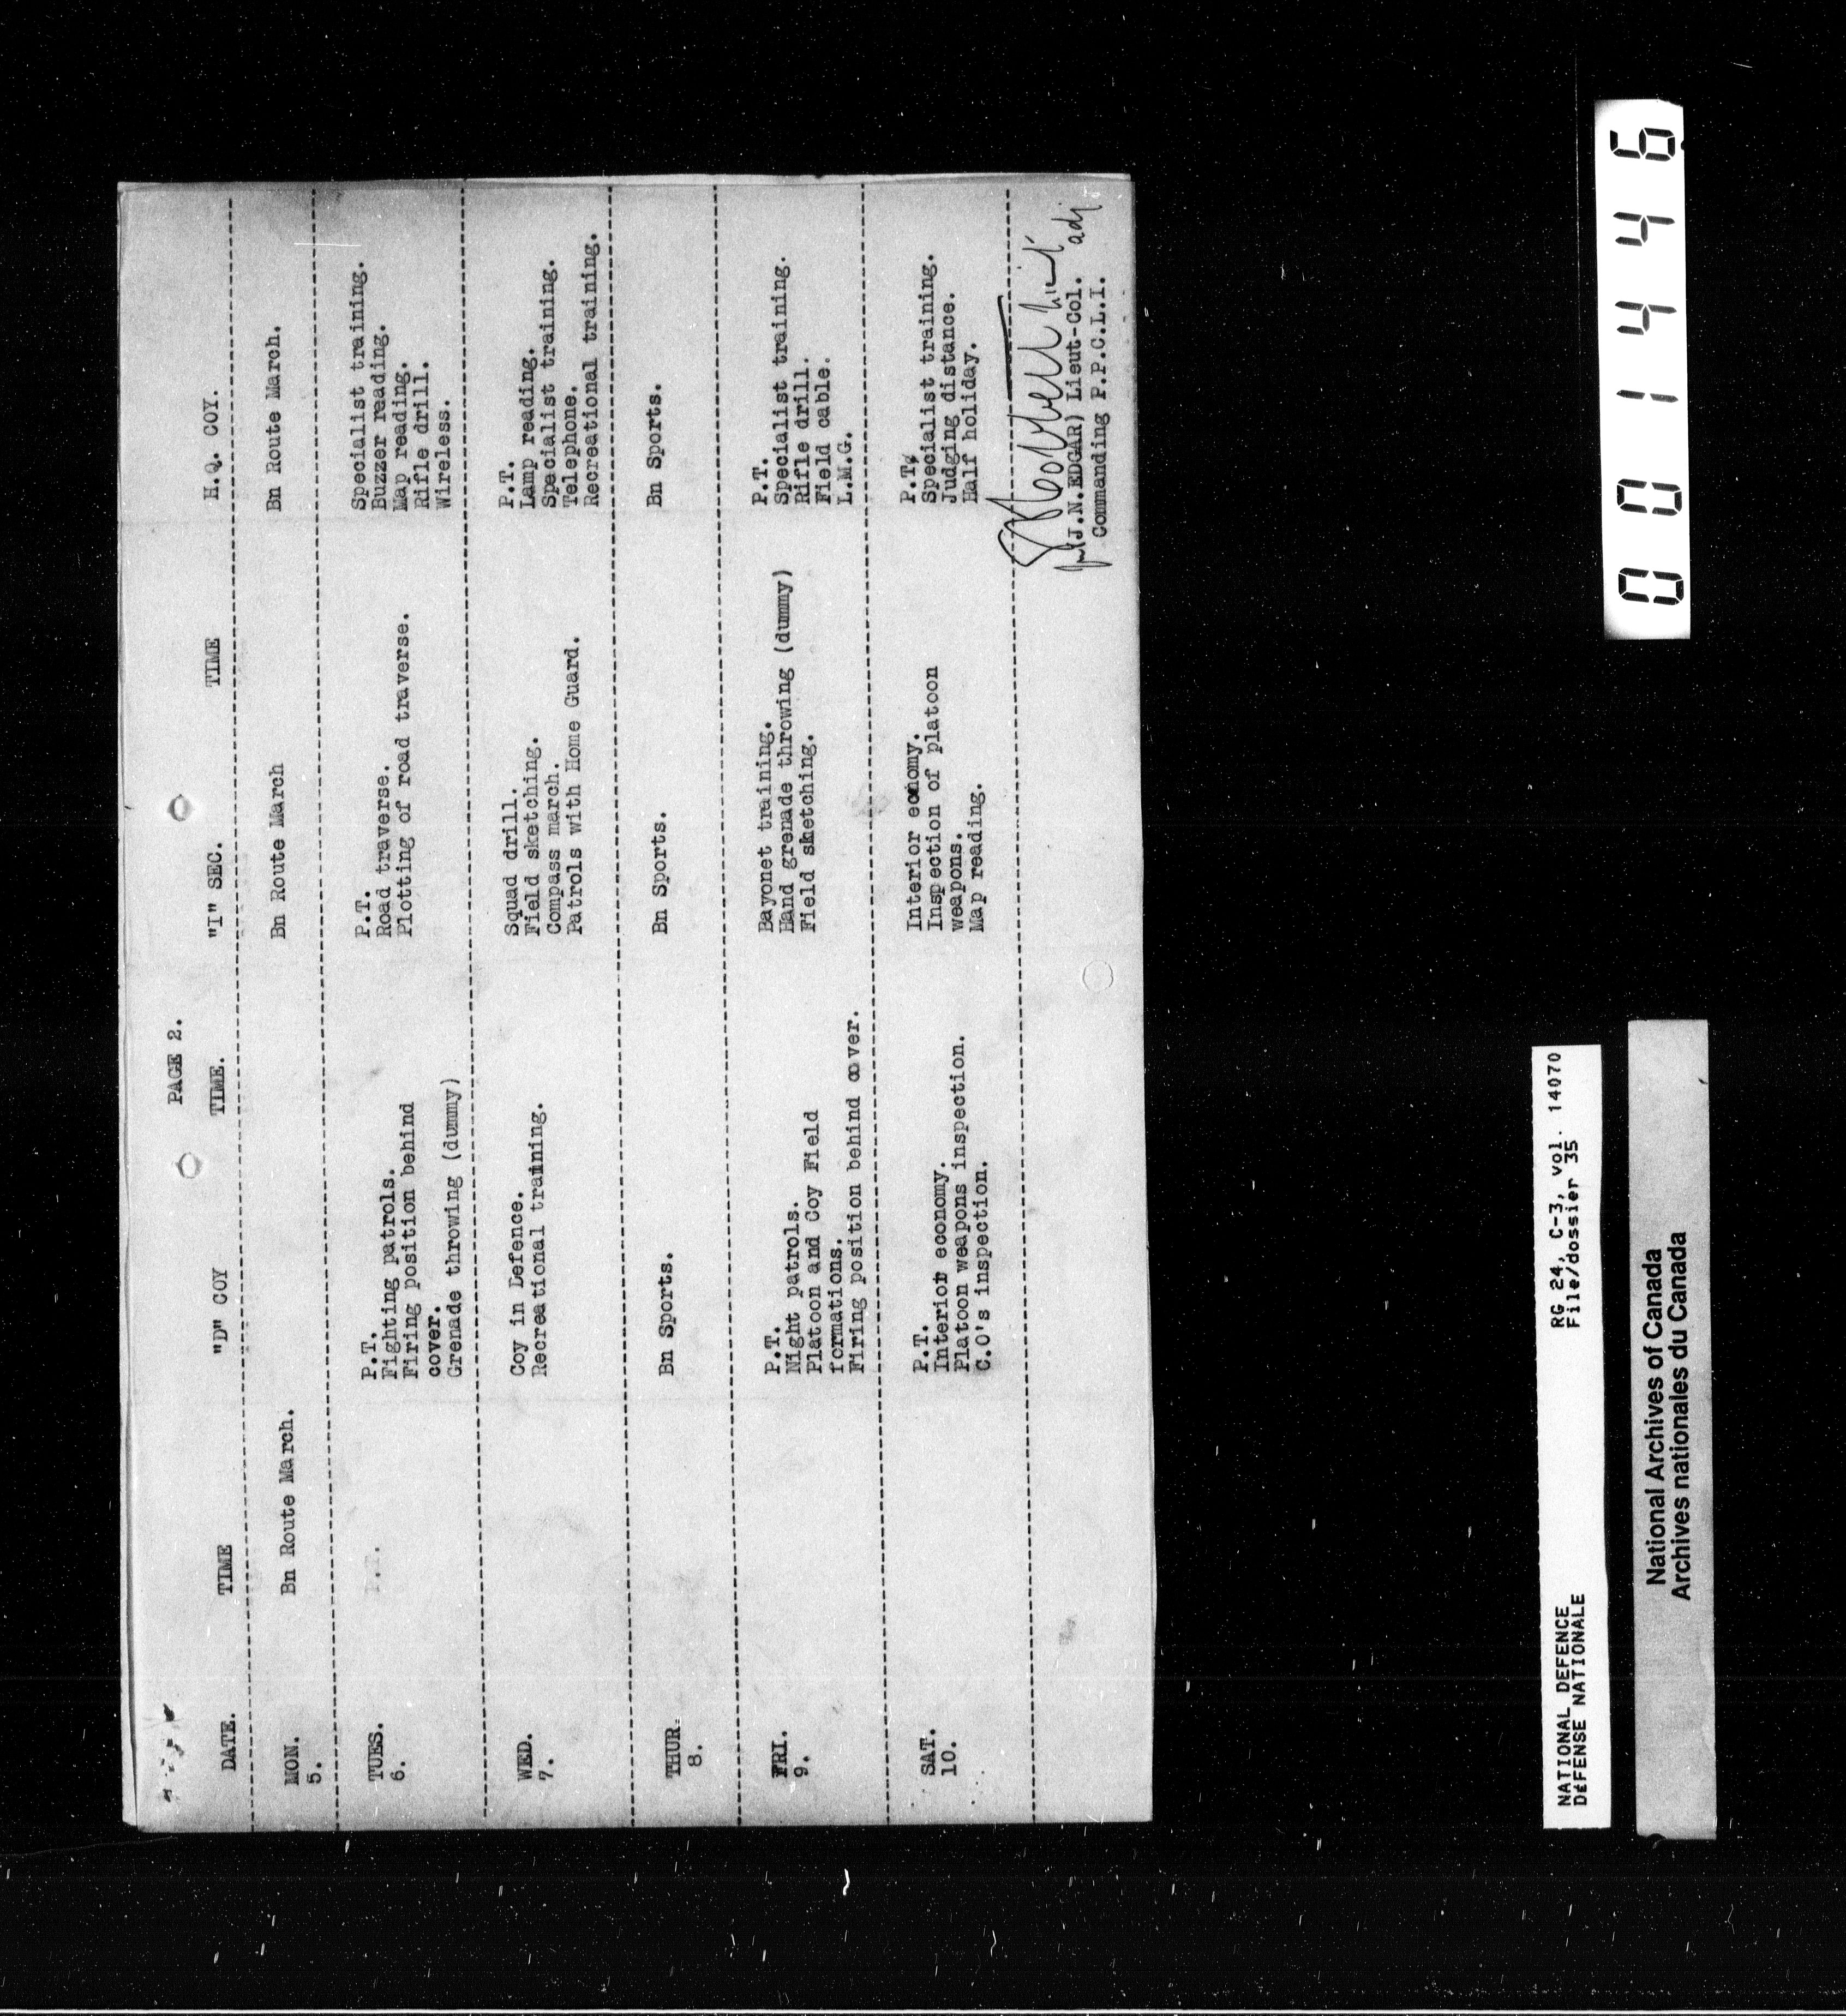 PAGE 2.
DATE. TIME "D" COY TIME. "I" SEC. TIME H.Q. COY.
MON. Bn Route March. Bn Route March Bn Route March.
5.
TUES. P.T. P.T. P.T. Specialist training.
6. Fighting patrols. Road traverse. Buzzer reading.
Firing position behind Plotting of road traverse. Map reading.
cover. Rifle drill.
Grenade throwing (dummy) Wireless.
WED. Coy in Defence. Squad drill. P.T.
7. Recreational training. Field sketching. Lamp reading.
Compass march. Specialist training.
Patrols with Home Guard. Telephone.
Recreational training.
THUR. Bn Sports. Bn Sports. Bn Sports.
8.
FRI. P.T. Bayonet training. P.T.
9. Night patrols. Hand grenade throwing (dummy) Specialist training.
Platoon and Coy Field Field sketching. Rifle drill.
formations. Field cable.
Firing position behind cover. L.M.G.
SAT. P.T. Interior economy. P.T.
10. Interior economy. Inspection of platoon Specialist training.
Platoon weapons inspection. weapons. Judging distance.
C.O's inspection. Map reading. Half holiday.
adj
(J.N.EDGAR) Lieut-Col.
Commanding P.P.C.L.I.
001446
NATIONAL DEFENCE RG 24, C-3, vol. 14070
DÉFENSE NATIONALE File/dossier 35
National Archives of Canada
Archives nationales du Canada